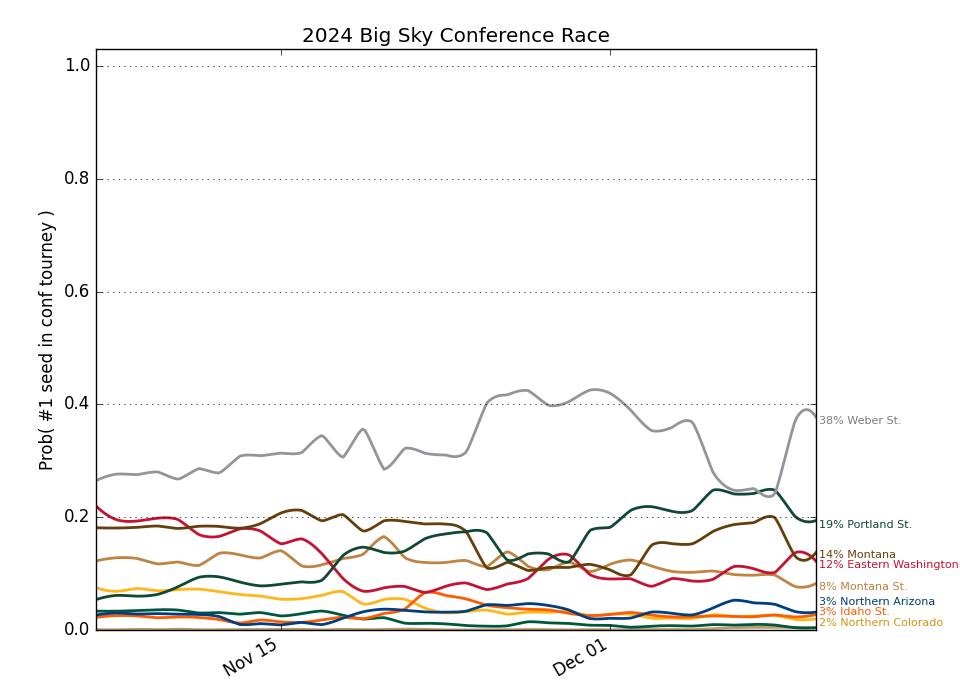 2024 Big Sky Conference Race
Prob( #1 seed in conf tourney )
1.0
0.8
0.6
0.4
0.2
0.0
Nov 15
Dec 01
38% Weber St.
19% Portland St.
14% Montana
12% Eastern Washington
8% Montana St.
3% Northern Arizona
3% Idaho St.
2% Northern Colorado